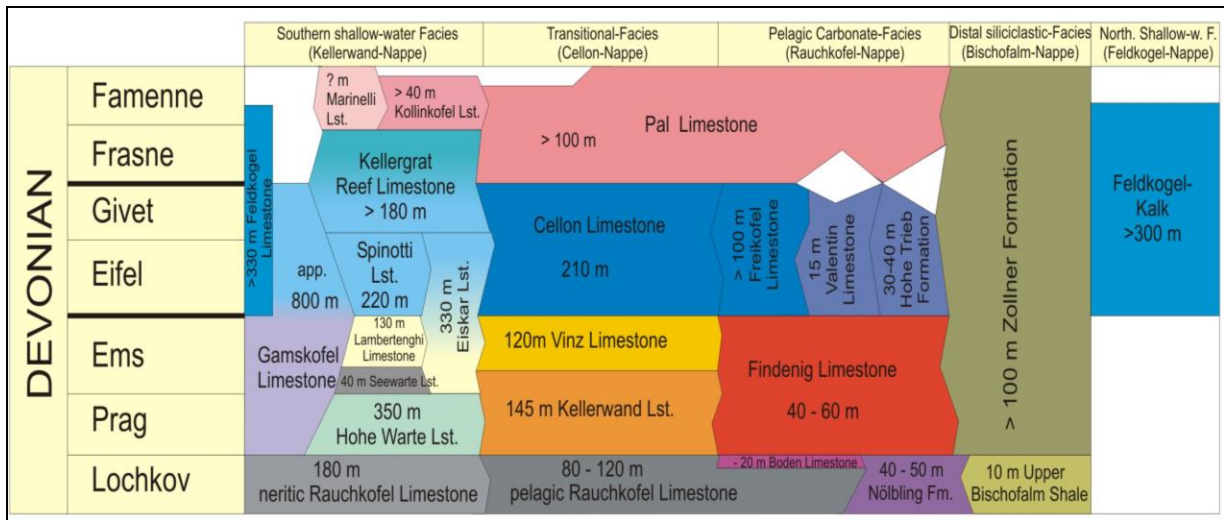 Southern shallow-water Facies
(Kellerwand-Nappe)
Transitional-Facies
(Cellon-Nappe)
Pelagic Carbonate-Facies
(Rauchkofel-Nappe)
Distal siliciclastic-Facies
(Bischofalm-Nappe)
North. Shallow-w. F.
(Feldkogel-Nappe)
DEVONIAN
Famenne
Frasne
Givet
Eifel
Ems
Prag
Lochkov
>330 m Feldkogel
Limestone
? m
Marinelli
Lst.
> 40 m
Kollinkofel Lst.
Kellergrat
Reef Limestone
> 180 m
app.
800 m
Gamskofel
Limestone
Spinotti
Lst.
220 m
330 m
Eiskar Lst.
130 m
Lambertenghi
Limestone
40 m Seewarte Lst.
350 m
Hohe Warte Lst.
180 m
neritic Rauchkofel Limestone
Pal Limestone
> 100 m
Cellon Limestone
210 m
120m Vinz Limestone
145 m Kellerwand Lst.
80 - 120 m
pelagic Rauchkofel Limestone
> 100 m
Freikofel
Limestone
15 m
Valentin
Limestone
30-40 m
Hohe Trieb
Formation
Findenig Limestone
40 - 60 m
- 20 m Boden Limestone
40 - 50 m
Nölbling Fm.
> 100 m Zollner Formation
10 m Upper
Bischofalm Shale
Feldkogel-
Kalk
>300 m